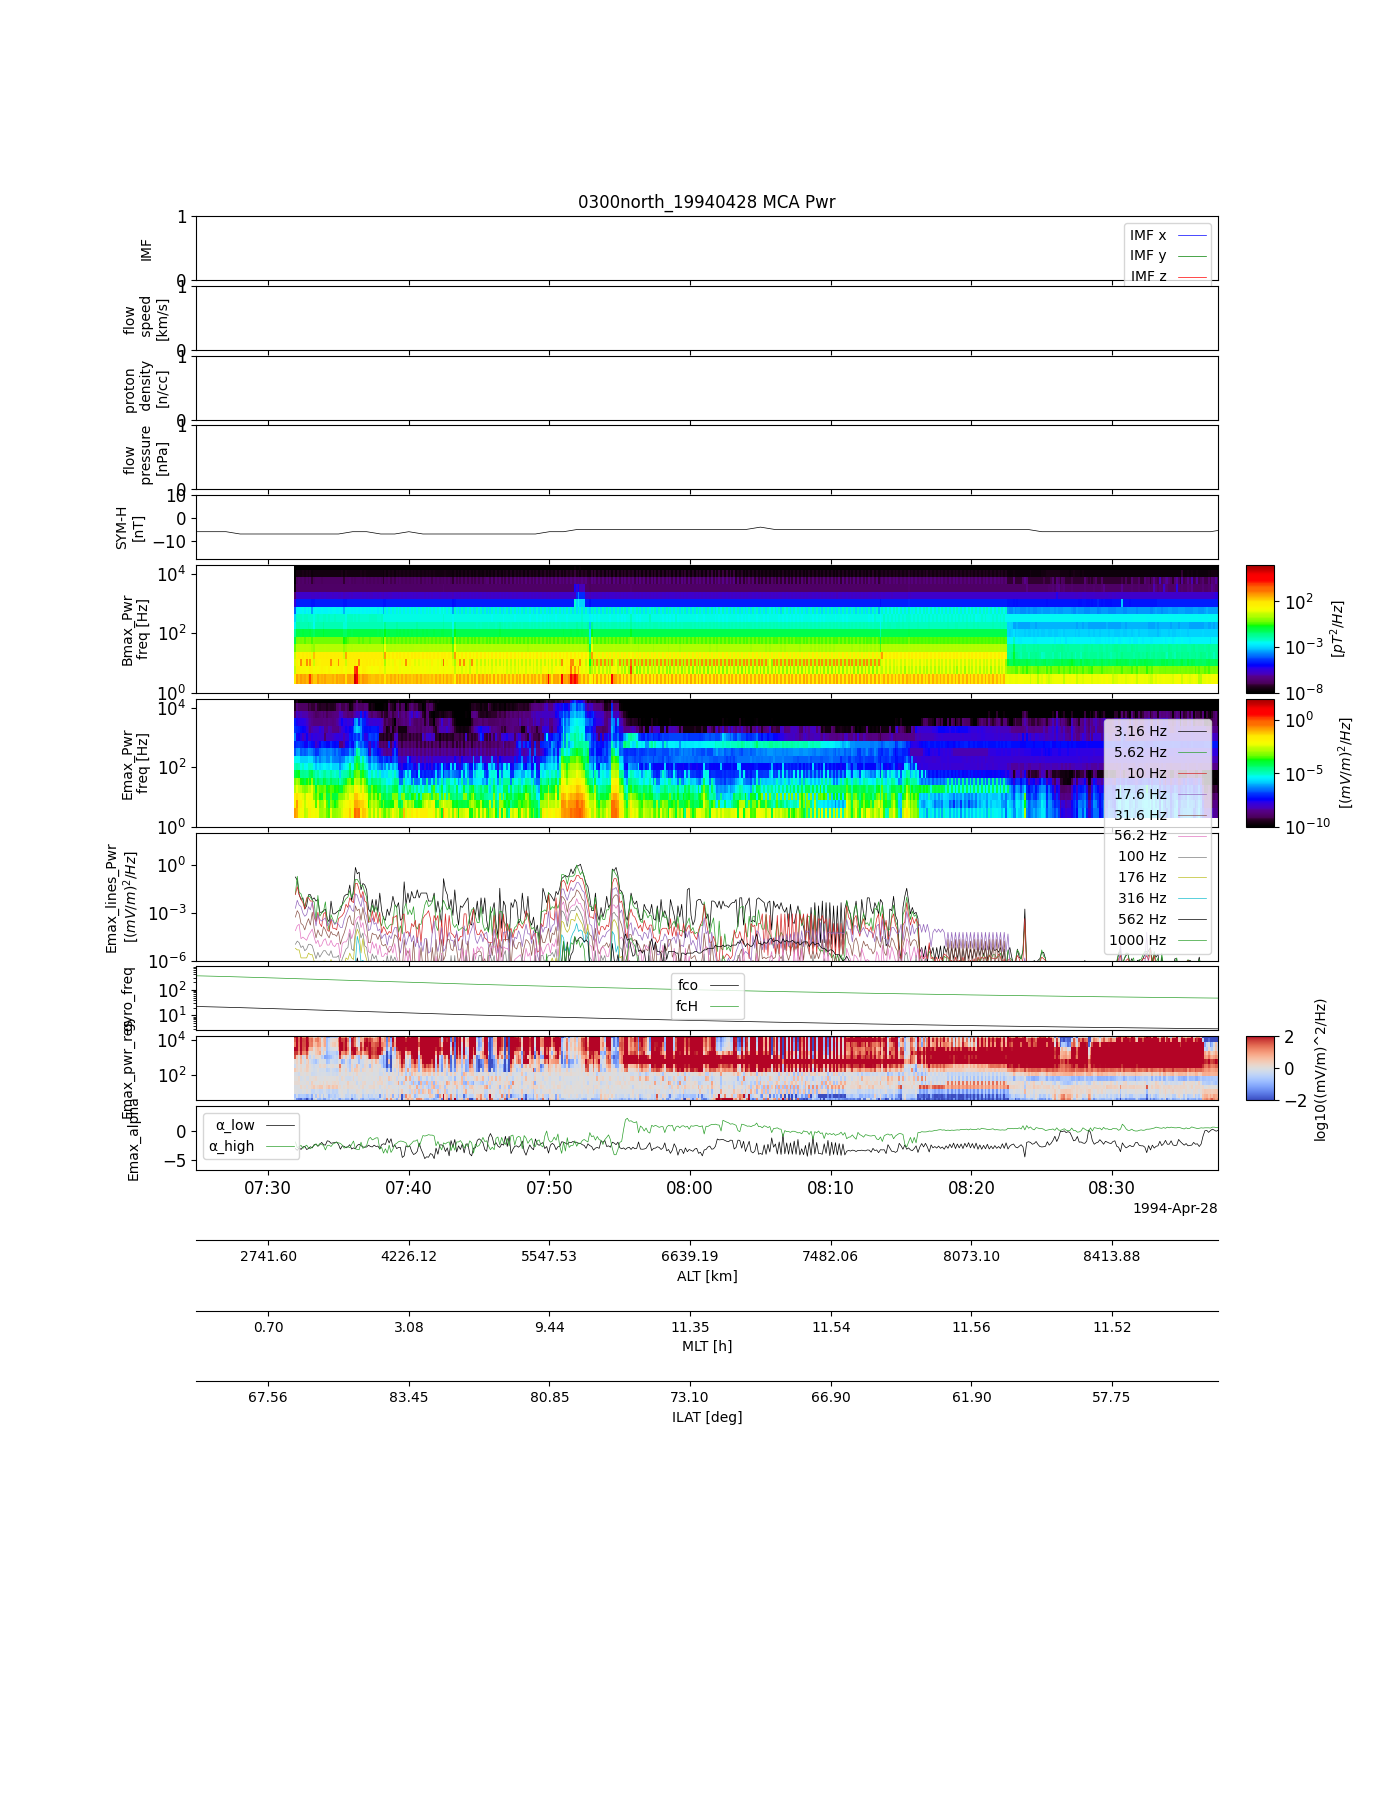 0300north_19940428 MCA Pwr
1
0
IMF
IMF x
IMF y
IMF z
1
0
flow
speed
[km/s]
1
0
proton
density
[n/cc]
1
0
flow
pressure
[nPa]
10
0
−10
SYM-H
[nT]
10^4
10^2
10^0
Bmax_Pwr
freq [Hz]
10^2
10^−3
10^−8
[pT^2/Hz]
10^4
10^2
10^0
Emax_Pwr
freq [Hz]
10^0
10^−5
10^−10
[(mV/m)^2/Hz]
3.16 Hz
5.62 Hz
10 Hz
17.6 Hz
31.6 Hz
56.2 Hz
100 Hz
176 Hz
316 Hz
562 Hz
1000 Hz
10^0
10^−3
10^−6
Emax_lines_Pwr
[(mV/m)^2/Hz]
10^2
10^1
gyro_freq
fco
fcH
10^4
10^2
Emax_pwr_reg
2
0
−2
log10((mV/m)^2/Hz)
0
−5
Emax_alpha
α_low
α_high
07:30 07:40 07:50 08:00 08:10 08:20 08:30
1994-Apr-28
2741.60 4226.12 5547.53 6639.19 7482.06 8073.10 8413.88
ALT [km]
0.70 3.08 9.44 11.35 11.54 11.56 11.52
MLT [h]
67.56 83.45 80.85 73.10 66.90 61.90 57.75
ILAT [deg]